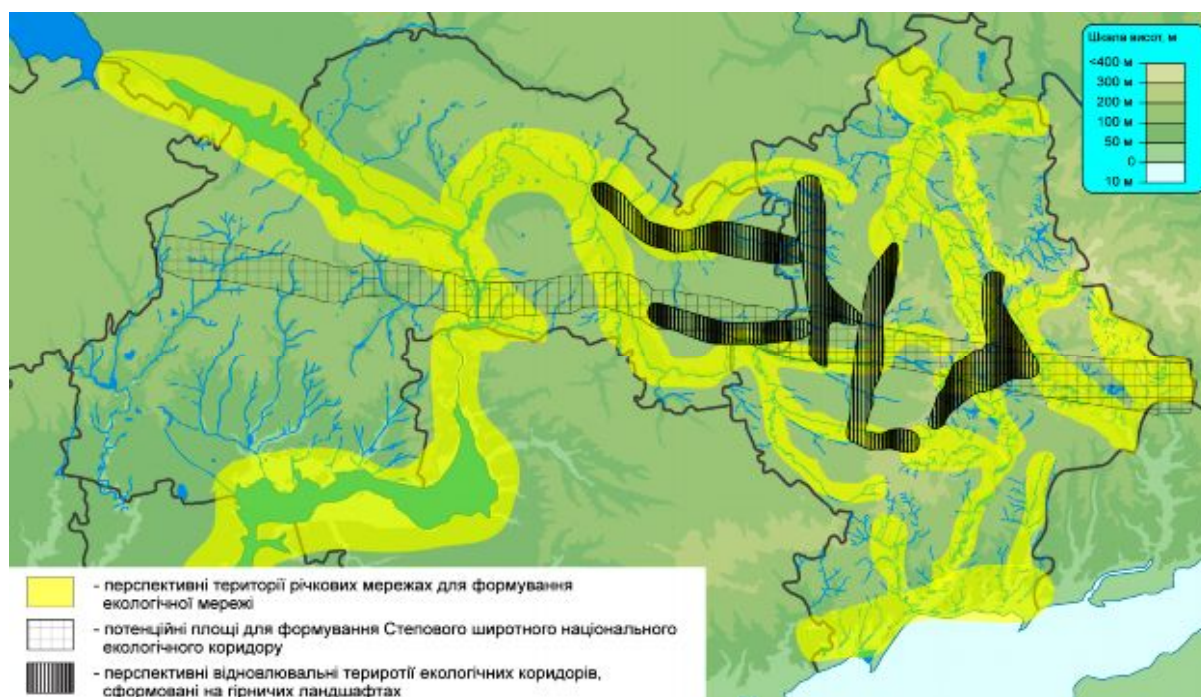 Шкала висот, м
<400 м
300 м
200 м
100 м
50 м
0
10 м
- перспективні території річкових мережах для формування
екологічної мережі
- потенційні площі для формування Степового широтного національного
екологічного коридору
- перспективні відновлювальні териротії екологічних коридорів,
сформовані на гірничих ландшафтах